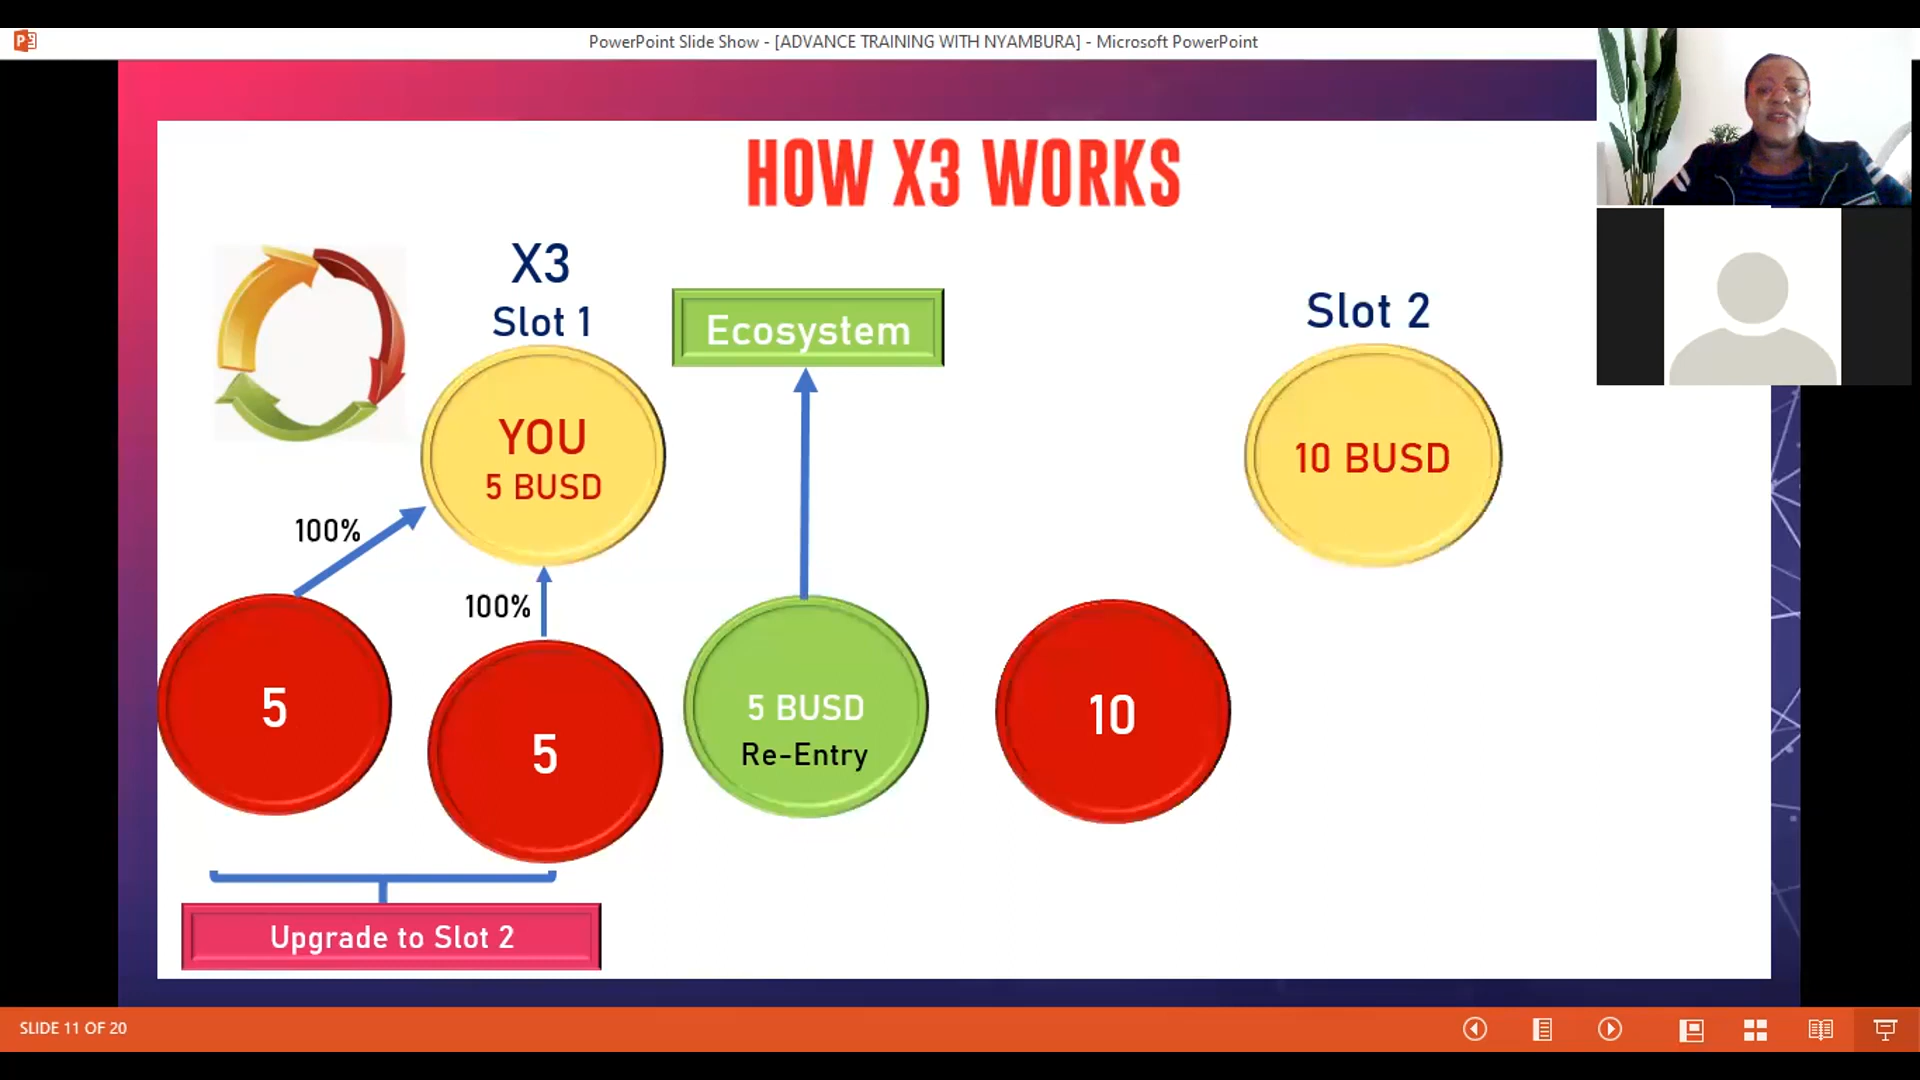 PowerPoint Slide Show - [ADVANCE TRAINING WITH NYAMBURA] - Microsoft PowerPoint
HOW X3 WORKS
X3
Slot 1
Ecosystem
Slot 2
YOU
5 BUSD
10 BUSD
100%
100%
5
5
5 BUSD
Re-Entry
10
Upgrade to Slot 2
SLIDE 11 OF 20